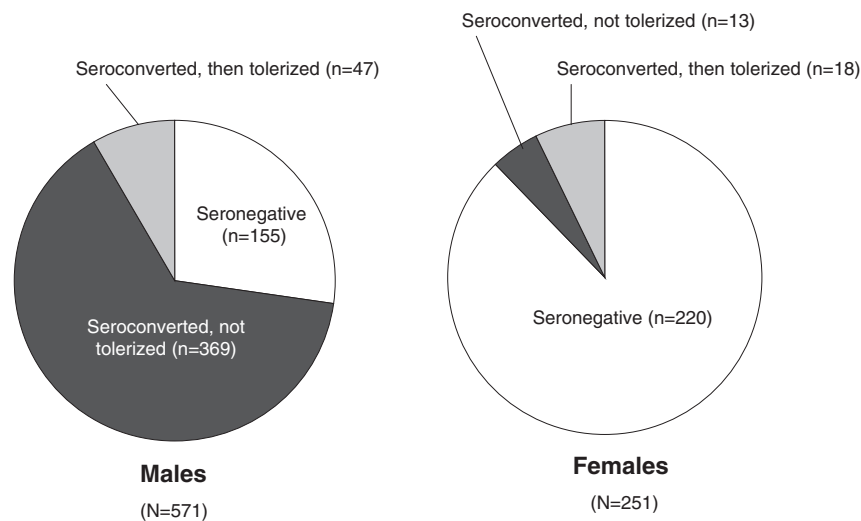 Seroconverted, then tolerized (n=47)
Seronegative
(n=155)
Seroconverted, not
tolerized (n=369)
Males
(N=571)
Seroconverted, not tolerized (n=13)
Seroconverted, then tolerized (n=18)
Seronegative (n=220)
Females
(N=251)